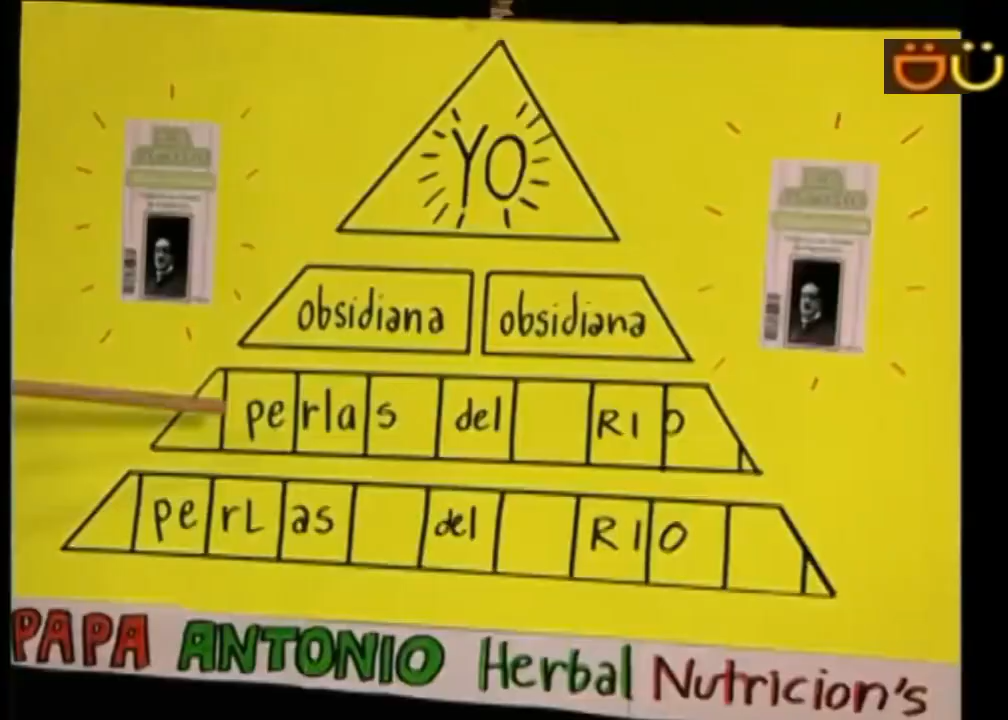 YO
obsidiana obsidiana
perlas del RIO
perLas del RIO
PAPA ANTONIO Herbal Nutricion's